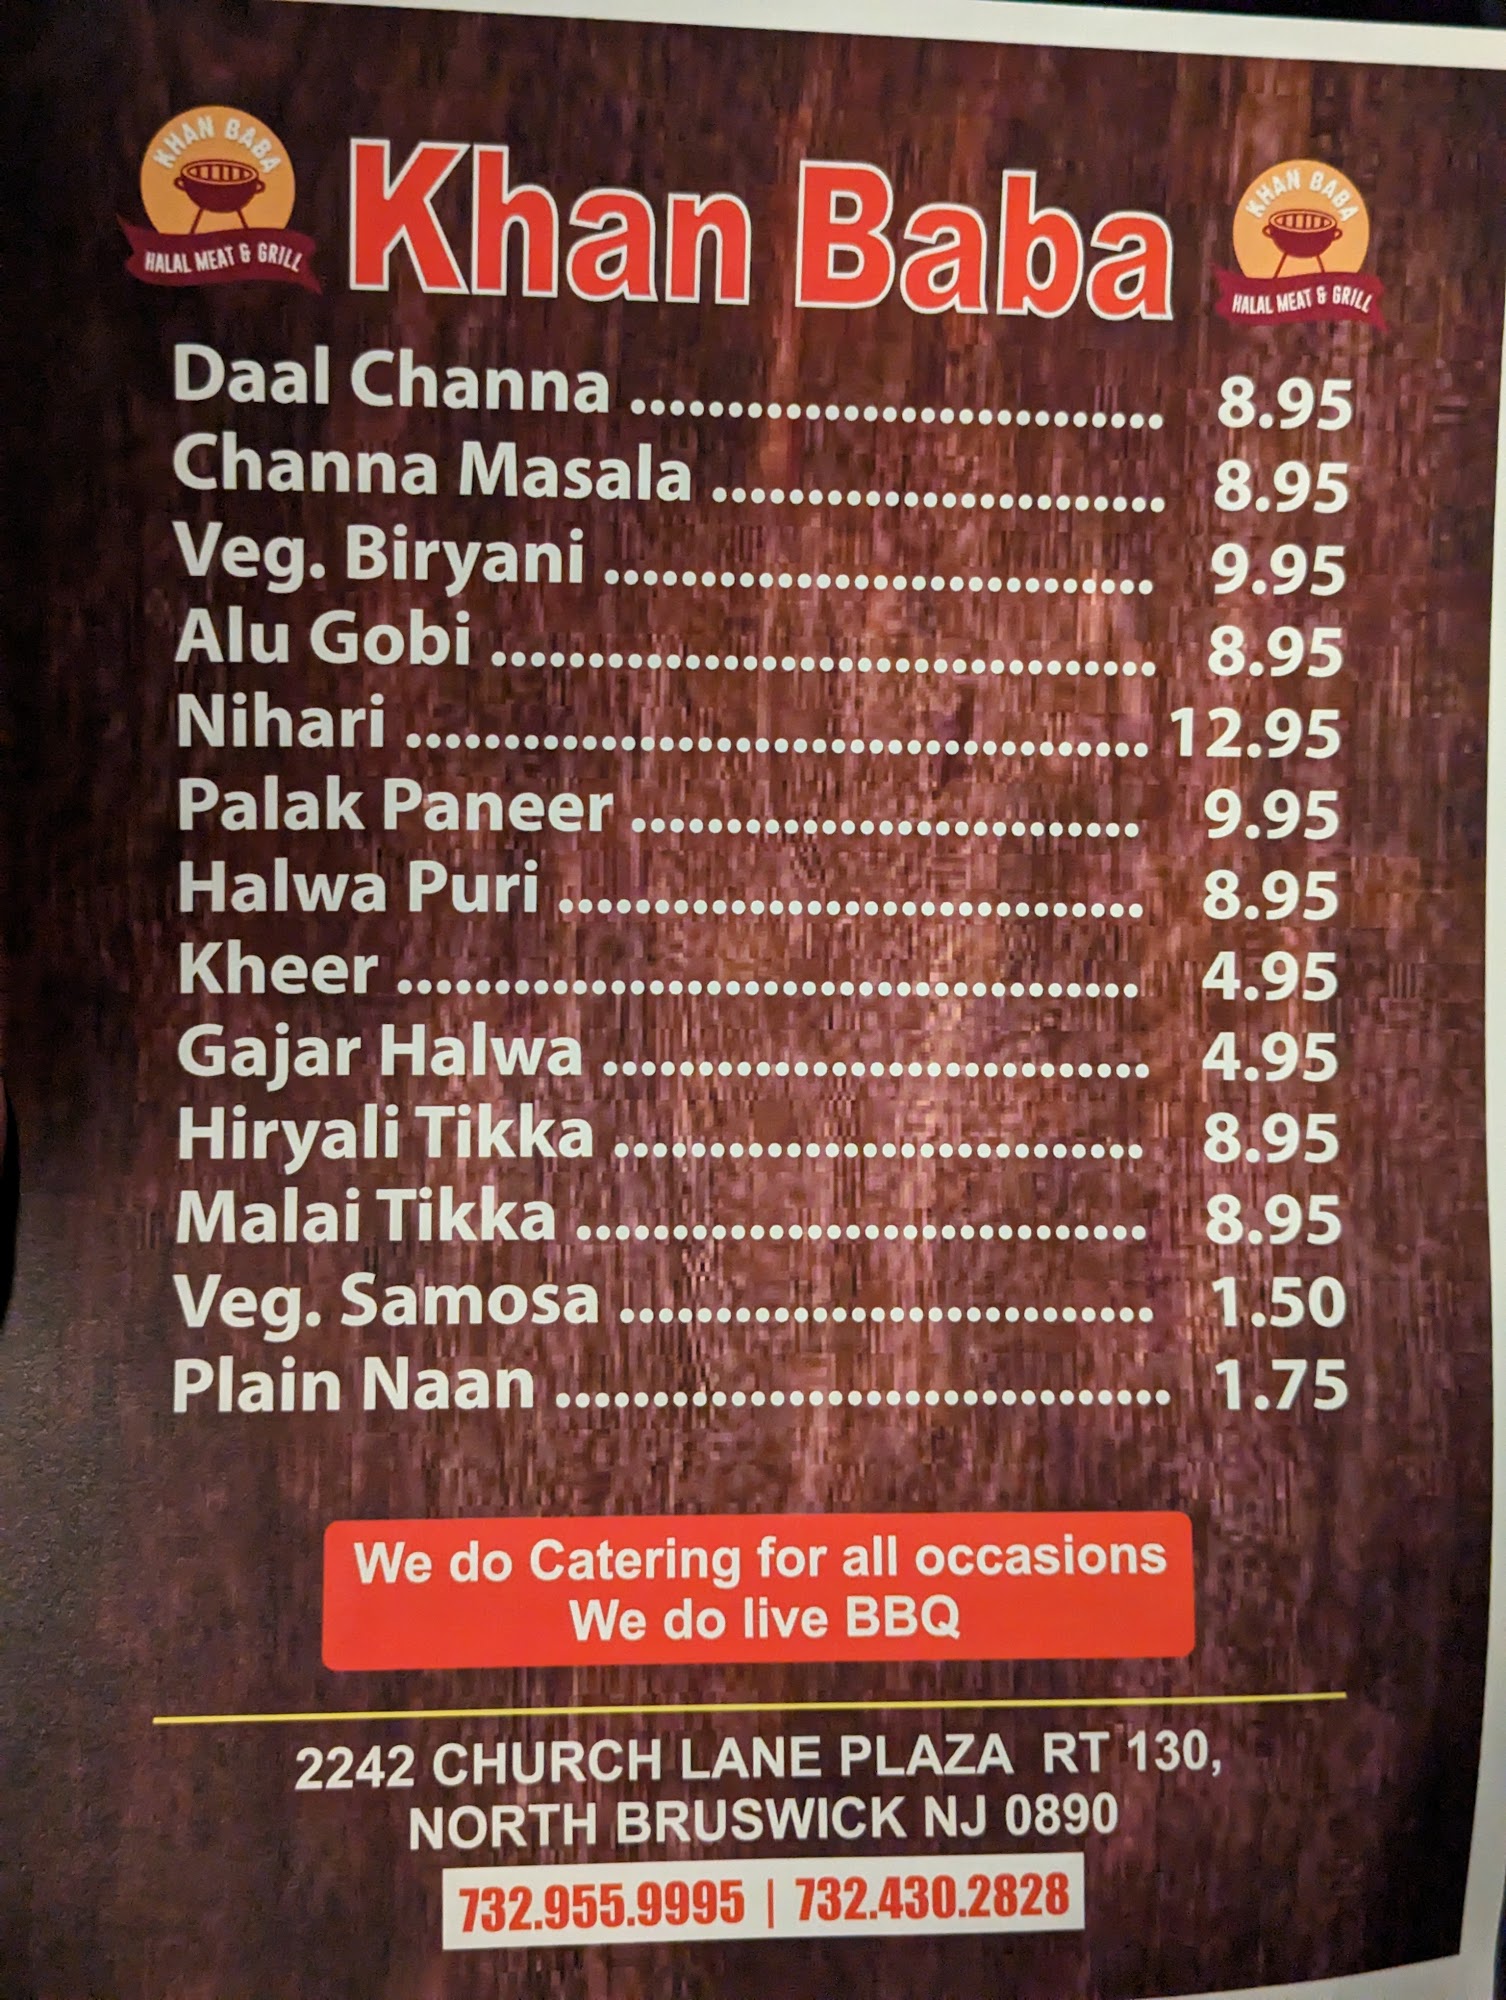 KHAN BABA
HALAL MEAT & GRILL
Khan Baba
KHAN BABA
HALAL MEAT & GRILL
Daal Channa ........................... 8.95
Channa Masala ........................ 8.95
Veg. Biryani ............................. 9.95
Alu Gobi ................................... 8.95
Nihari ....................................... 12.95
Palak Paneer ........................... 9.95
Halwa Puri ............................... 8.95
Kheer ....................................... 4.95
Gajar Halwa ............................. 4.95
Hiryali Tikka ............................ 8.95
Malai Tikka .............................. 8.95
Veg. Samosa ............................ 1.50
Plain Naan ................................ 1.75
We do Catering for all occasions
We do live BBQ
2242 CHURCH LANE PLAZA RT 130,
NORTH BRUSWICK NJ 0890
732.955.9995 | 732.430.2828